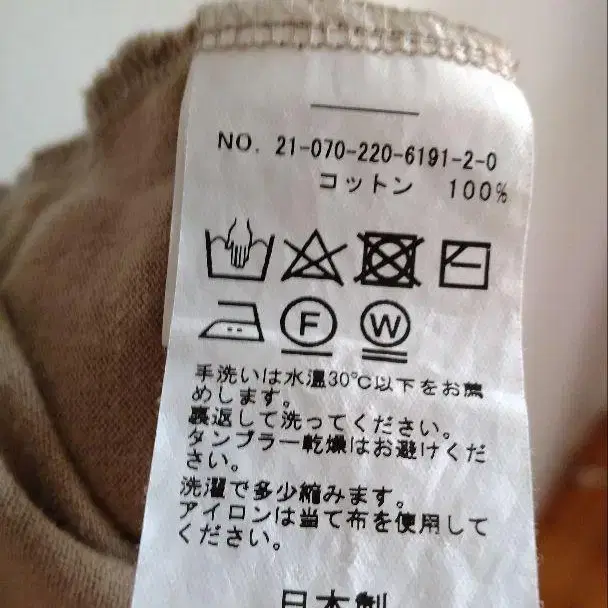 NO. 21-070-220-6191-2-0
コットン 100%
F W
手洗いは水温30℃以下をお薦
めします。
裏返して洗ってください。
タンブラー乾燥はお避けくだ
さい。
洗濯で多少縮みます。
アイロンは当て布を使用して
ください。
日本製